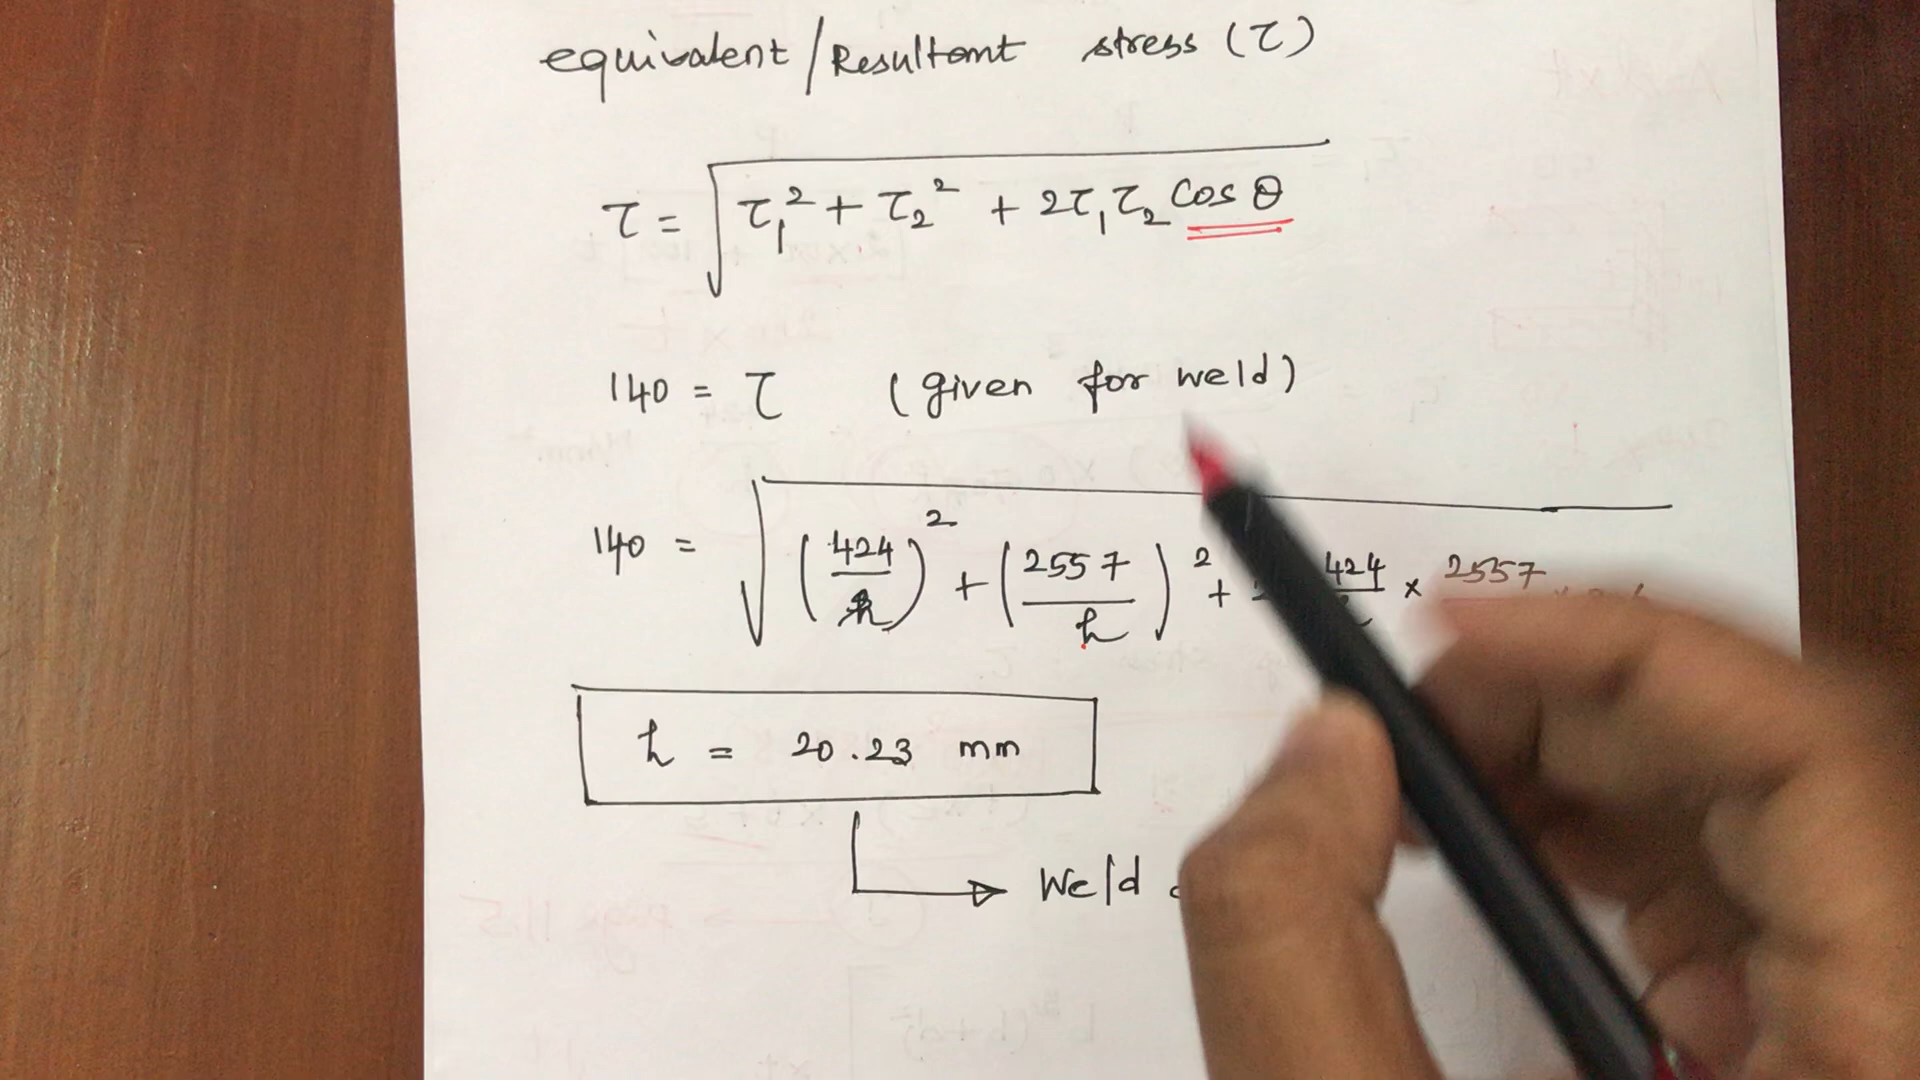 equivalent/Resultant stress (τ)
τ = √(τ₁² + τ₂² + 2τ₁τ₂ cos θ)
140 = τ (given for weld)
140 = √((424/h)² + (2557/h)² + 424 × 2557
h = 20.23 mm
Weld